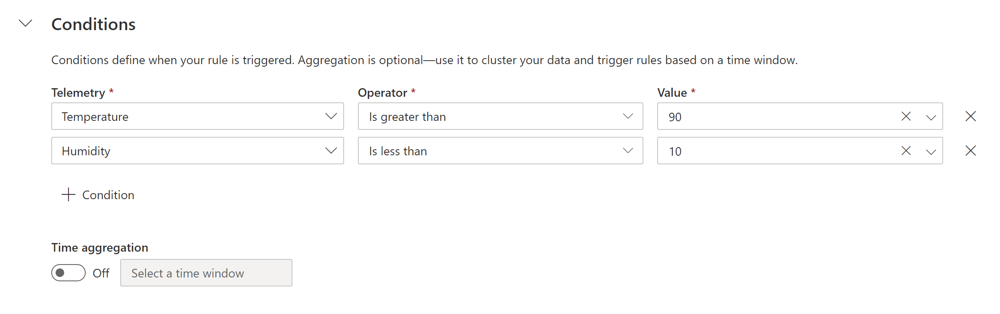 Conditions
Conditions define when your rule is triggered. Aggregation is optional—use it to cluster your data and trigger rules based on a time window.
Telemetry * Operator * Value *
Temperature Is greater than 90
Humidity Is less than 10
Condition
Time aggregation
Off Select a time window